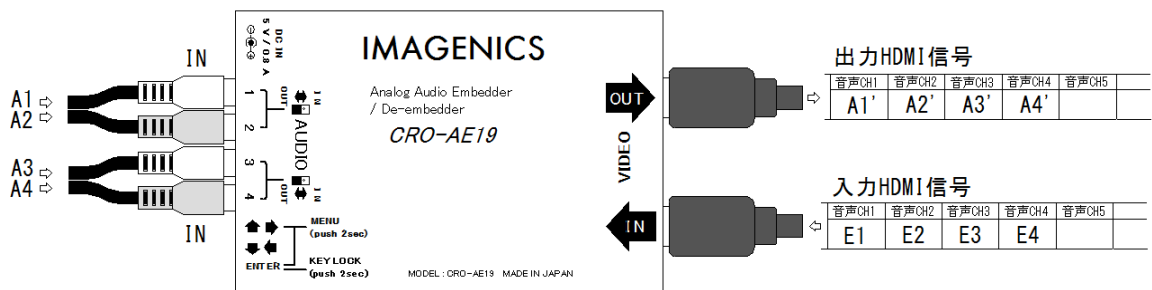 IN
A1 ⇨
A2 ⇨
A3 ⇨
A4 ⇨
IN
DC IN
5 V / 0.8 A
1
2
3
4
IN
OUT
AUDIO
IN
OUT
MENU
(push 2sec)
ENTER
KEY LOCK
(push 2sec)
IMAGENICS
Analog Audio Embedder
/ De-embedder
CRO-AE19
MODEL : CRO-AE19 MADE IN JAPAN
OUT
VIDEO
IN
出力HDMI信号
音声CH1 音声CH2 音声CH3 音声CH4 音声CH5
A1' A2' A3' A4'
入力HDMI信号
音声CH1 音声CH2 音声CH3 音声CH4 音声CH5
E1 E2 E3 E4